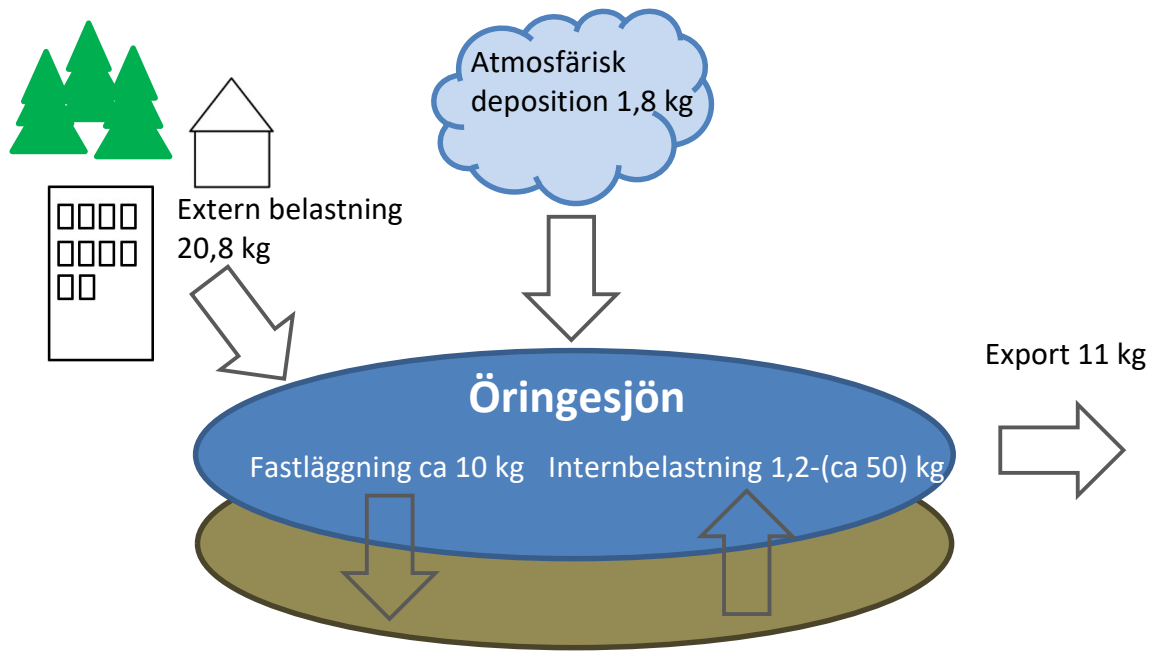 Atmosfärisk
deposition 1,8 kg
Extern belastning
20,8 kg
Export 11 kg
Öringesjön
Fastläggning ca 10 kg
Internbelastning 1,2-(ca 50) kg